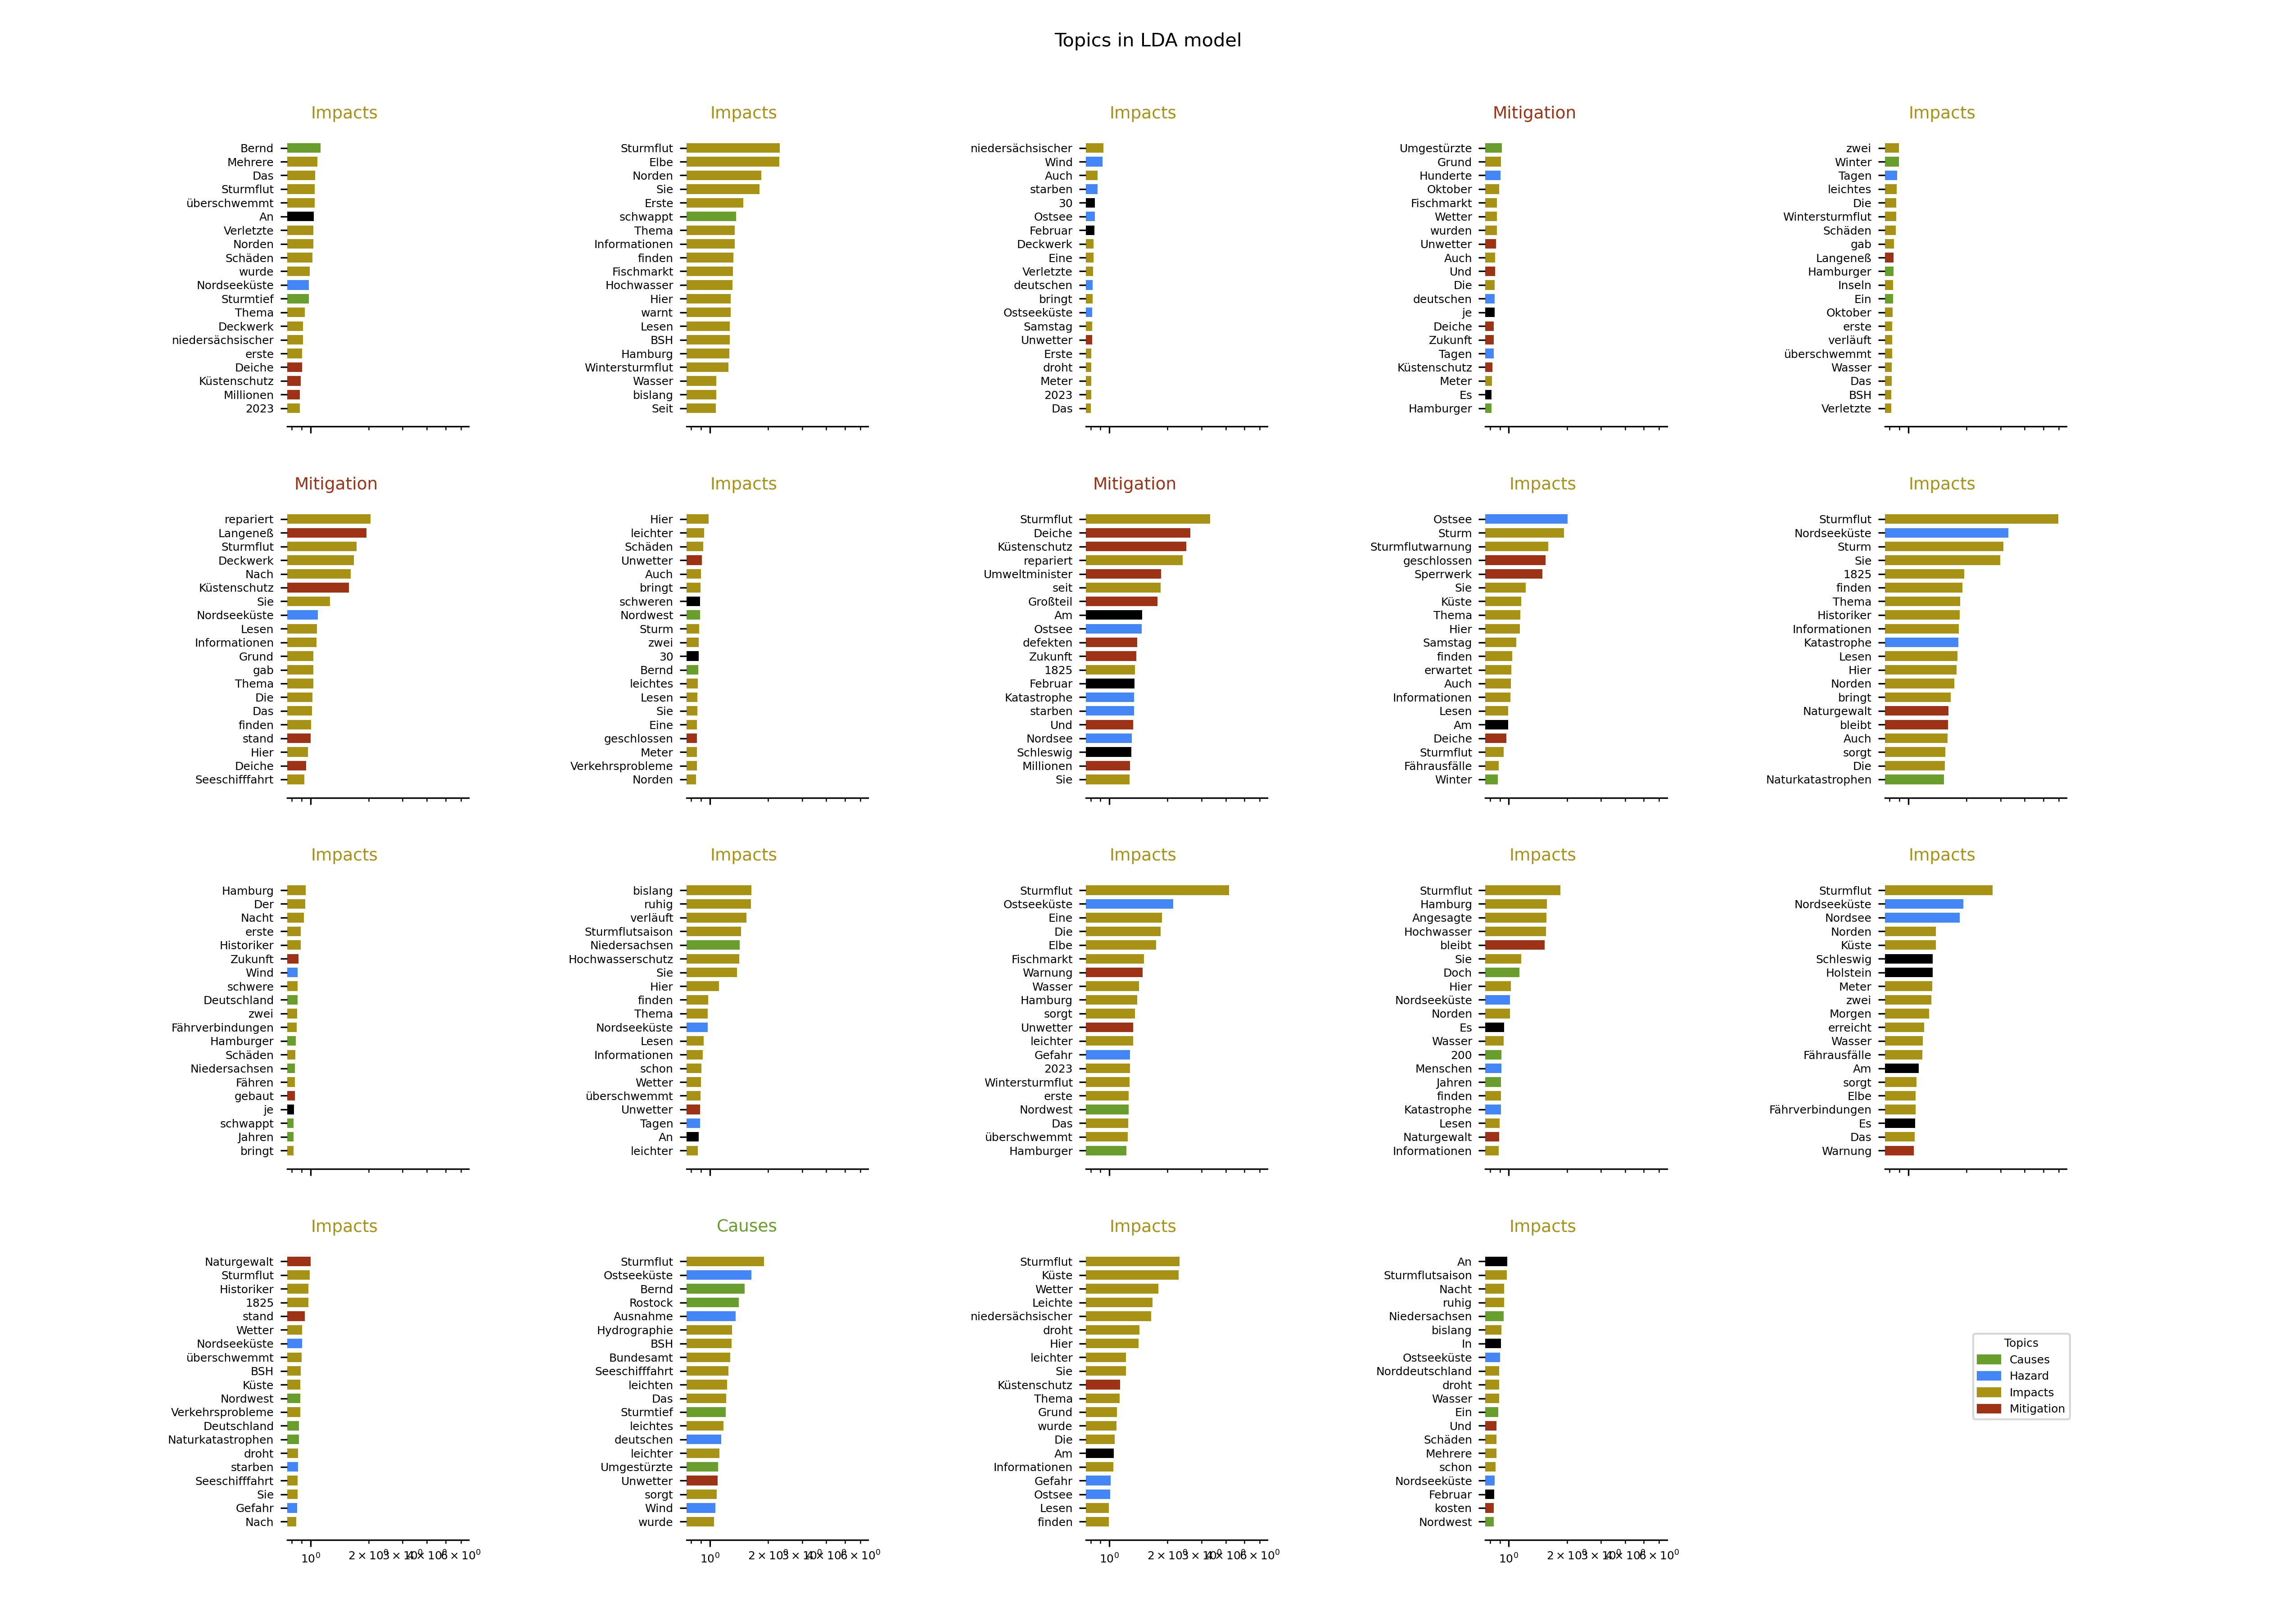 Topics in LDA model
Impacts
Bernd
Mehrere
Das
Sturmflut
überschwemmt
An
Verletzte
Norden
Schäden
wurde
Nordseeküste
Sturmtief
Thema
Deckwerk
niedersächsischer
erste
Deiche
Küstenschutz
Millionen
2023
Impacts
Sturmflut
Elbe
Norden
Sie
Erste
schwappt
Thema
Informationen
finden
Fischmarkt
Hochwasser
Hier
warnt
Lesen
BSH
Hamburg
Wintersturmflut
Wasser
bislang
Seit
Impacts
niedersächsischer
Wind
Auch
starben
30
Ostsee
Februar
Deckwerk
Eine
Verletzte
deutschen
bringt
Ostseeküste
Samstag
Unwetter
Erste
droht
Meter
2023
Das
Mitigation
Umgestürzte
Grund
Hunderte
Oktober
Fischmarkt
Wetter
wurden
Unwetter
Auch
Und
Die
deutschen
je
Deiche
Zukunft
Tagen
Küstenschutz
Meter
Es
Hamburger
Impacts
zwei
Winter
Tagen
leichtes
Die
Wintersturmflut
Schäden
gab
Langeneß
Hamburger
Inseln
Ein
Oktober
erste
verläuft
überschwemmt
Wasser
Das
BSH
Verletzte
Mitigation
repariert
Langeneß
Sturmflut
Deckwerk
Nach
Küstenschutz
Sie
Nordseeküste
Lesen
Informationen
Grund
gab
Thema
Die
Das
finden
stand
Hier
Deiche
Seeschifffahrt
Impacts
Hier
leichter
Schäden
Unwetter
Auch
bringt
schweren
Nordwest
Sturm
zwei
30
Bernd
leichtes
Lesen
Sie
Eine
geschlossen
Meter
Verkehrsprobleme
Norden
Mitigation
Sturmflut
Deiche
Küstenschutz
repariert
Umweltminister
seit
Großteil
Am
Ostsee
defekten
Zukunft
1825
Februar
Katastrophe
starben
Und
Nordsee
Schleswig
Millionen
Sie
Impacts
Ostsee
Sturm
Sturmflutwarnung
geschlossen
Sperrwerk
Sie
Küste
Thema
Hier
Samstag
finden
erwartet
Auch
Informationen
Lesen
Am
Deiche
Sturmflut
Fährausfälle
Winter
Impacts
Sturmflut
Nordseeküste
Sturm
Sie
1825
finden
Thema
Historiker
Informationen
Katastrophe
Lesen
Hier
Norden
bringt
Naturgewalt
bleibt
Auch
sorgt
Die
Naturkatastrophen
Impacts
Hamburg
Der
Nacht
erste
Historiker
Zukunft
Wind
schwere
Deutschland
zwei
Fährverbindungen
Hamburger
Schäden
Niedersachsen
Fähren
gebaut
je
schwappt
Jahren
bringt
Impacts
bislang
ruhig
verläuft
Sturmflutsaison
Niedersachsen
Hochwasserschutz
Sie
Hier
finden
Thema
Nordseeküste
Lesen
Informationen
schon
Wetter
überschwemmt
Unwetter
Tagen
An
leichter
Impacts
Sturmflut
Ostseeküste
Eine
Die
Elbe
Fischmarkt
Warnung
Wasser
Hamburg
sorgt
Unwetter
leichter
Gefahr
2023
Wintersturmflut
erste
Nordwest
Das
überschwemmt
Hamburger
Impacts
Sturmflut
Hamburg
Angesagte
Hochwasser
bleibt
Sie
Doch
Hier
Nordseeküste
Norden
Es
Wasser
200
Menschen
Jahren
finden
Katastrophe
Lesen
Naturgewalt
Informationen
Impacts
Sturmflut
Nordseeküste
Nordsee
Norden
Küste
Schleswig
Holstein
Meter
zwei
Morgen
erreicht
Wasser
Fährausfälle
Am
sorgt
Elbe
Fährverbindungen
Es
Das
Warnung
Impacts
Naturgewalt
Sturmflut
Historiker
1825
stand
Wetter
Nordseeküste
überschwemmt
BSH
Küste
Nordwest
Verkehrsprobleme
Deutschland
Naturkatastrophen
droht
starben
Seeschifffahrt
Sie
Gefahr
Nach
10⁰
Causes
Sturmflut
Ostseeküste
Bernd
Rostock
Ausnahme
Hydrographie
BSH
Bundesamt
Seeschifffahrt
leichten
Das
Sturmtief
leichtes
deutschen
leichter
Umgestürzte
Unwetter
sorgt
Wind
wurde
10⁰
Impacts
Sturmflut
Küste
Wetter
Leichte
niedersächsischer
droht
Hier
leichter
Sie
Küstenschutz
Thema
Grund
wurde
Die
Am
Informationen
Gefahr
Ostsee
Lesen
finden
10⁰
Impacts
An
Sturmflutsaison
Nacht
ruhig
Niedersachsen
bislang
In
Ostseeküste
Norddeutschland
droht
Wasser
Ein
Und
Schäden
Mehrere
schon
Nordseeküste
Februar
kosten
Nordwest
10⁰
Topics
Causes
Hazard
Impacts
Mitigation